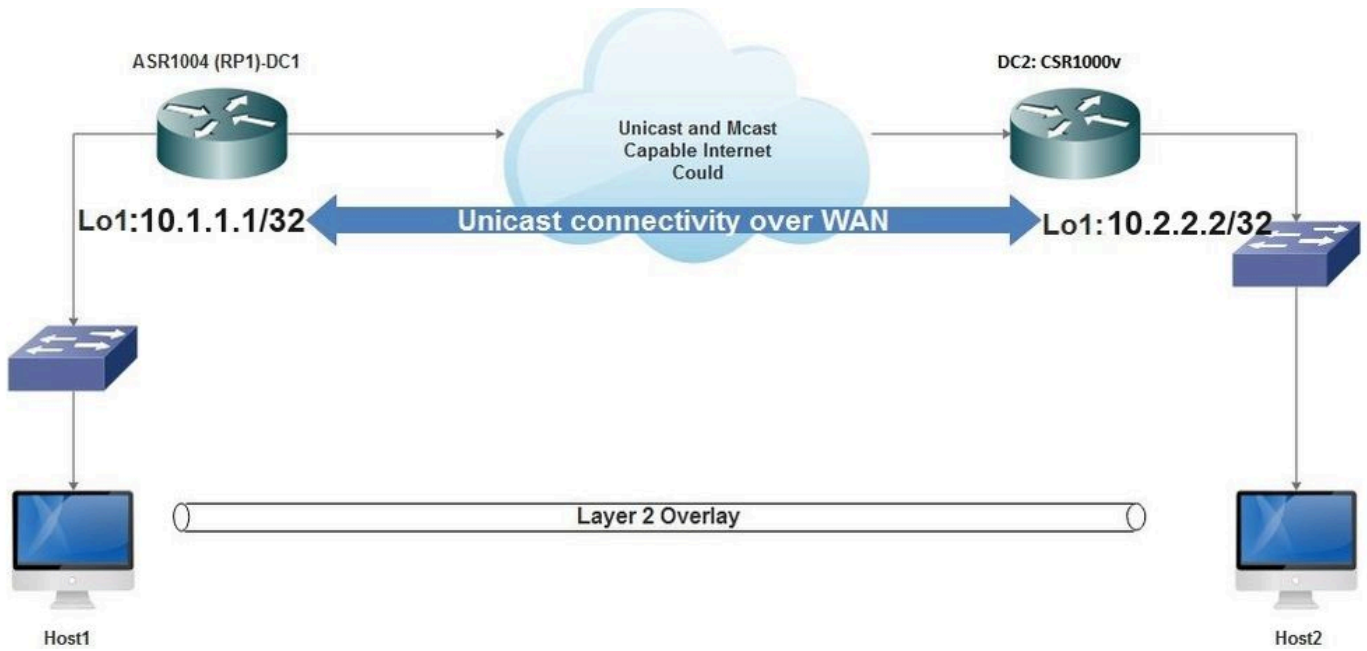 ASR1004 (RP1)-DC1
DC2: CSR1000v
Unicast and Mcast
Capable Internet
Could
Lo1:10.1.1.1/32
Unicast connectivity over WAN
Lo1:10.2.2.2/32
Layer 2 Overlay
Host1
Host2